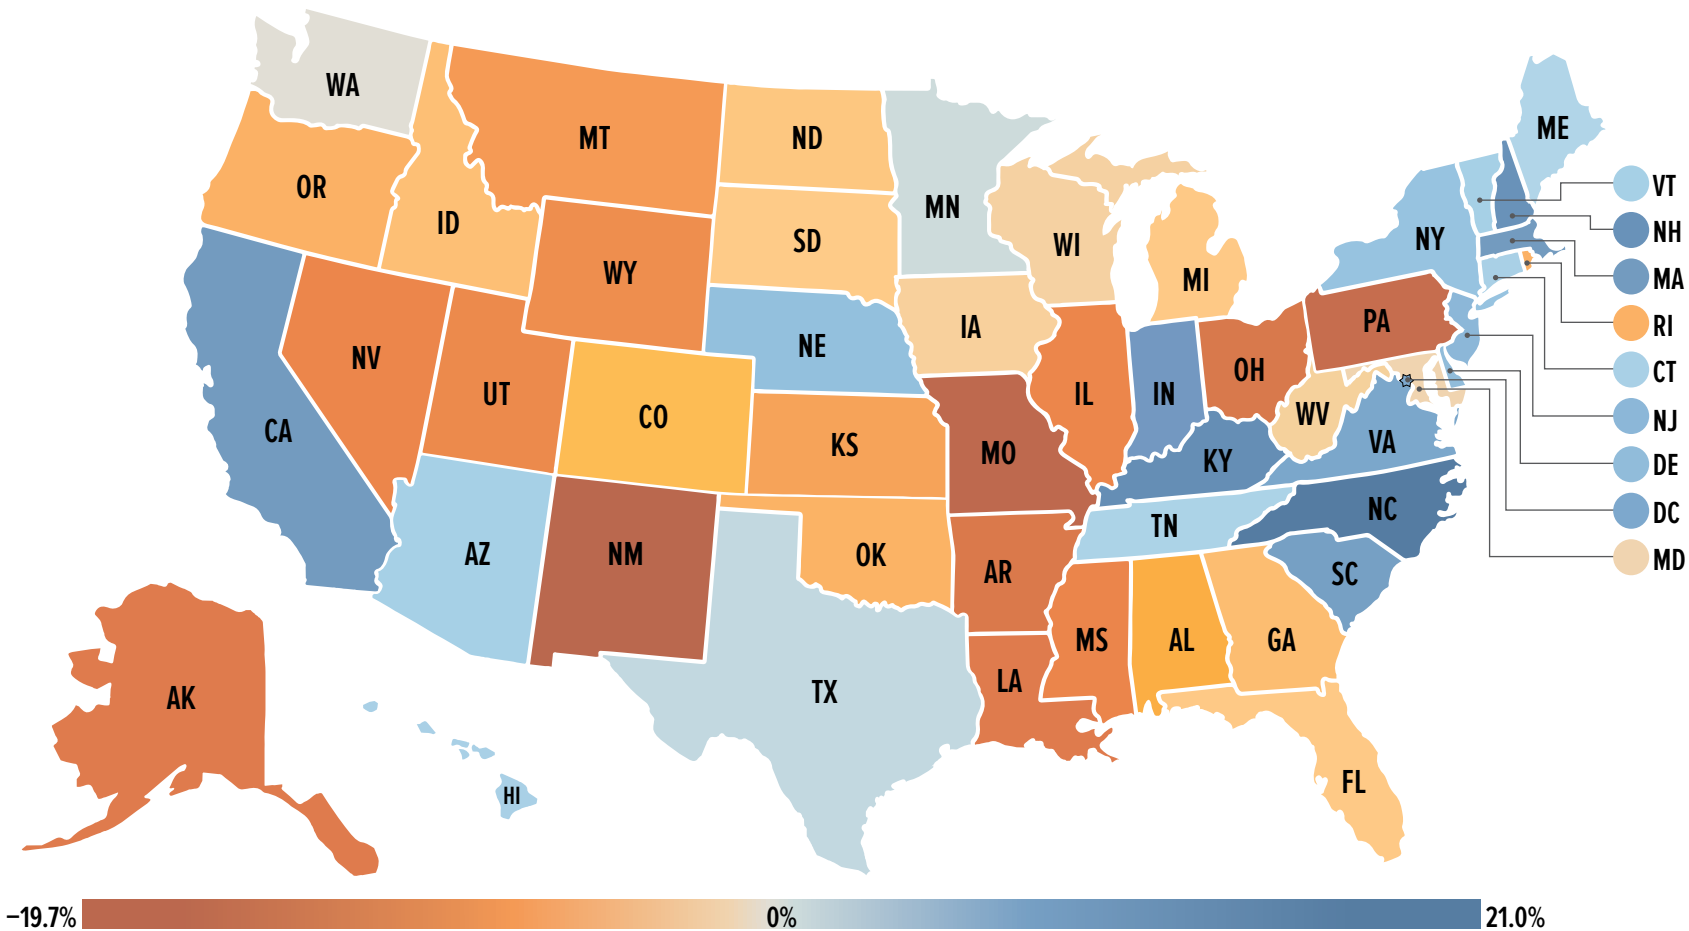 WA
MT
ND
MN
ME
OR
ID
SD
WI
MI
NY
VT
NH
MA
RI
CT
NJ
DE
DC
MD
WY
NE
IA
PA
NV
UT
CO
KS
MO
IL
IN
OH
WV
VA
KY
CA
AZ
NM
OK
AR
TN
NC
SC
MS
AL
GA
LA
TX
FL
AK
HI
−19.7%
0%
21.0%